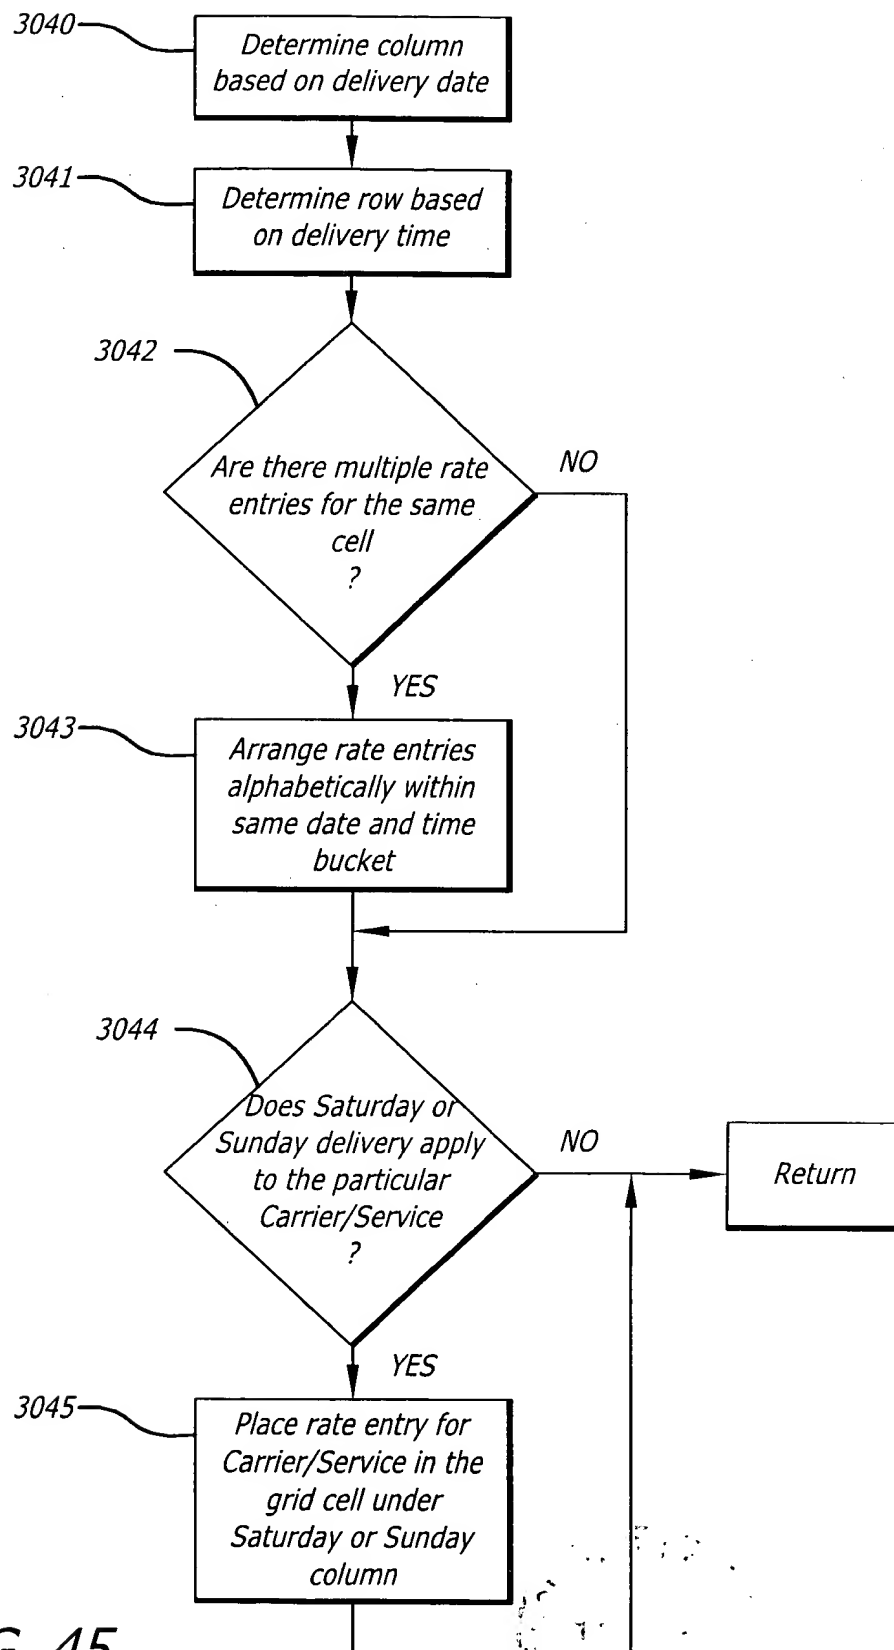 3040
Determine column
based on delivery date
3041
Determine row based
on delivery time
3042
Are there multiple rate
entries for the same
cell
?
NO
YES
3043
Arrange rate entries
alphabetically within
same date and time
bucket
3044
Does Saturday or
Sunday delivery apply
to the particular
Carrier/Service
?
NO
Return
YES
3045
Place rate entry for
Carrier/Service in the
grid cell under
Saturday or Sunday
column
G. 45